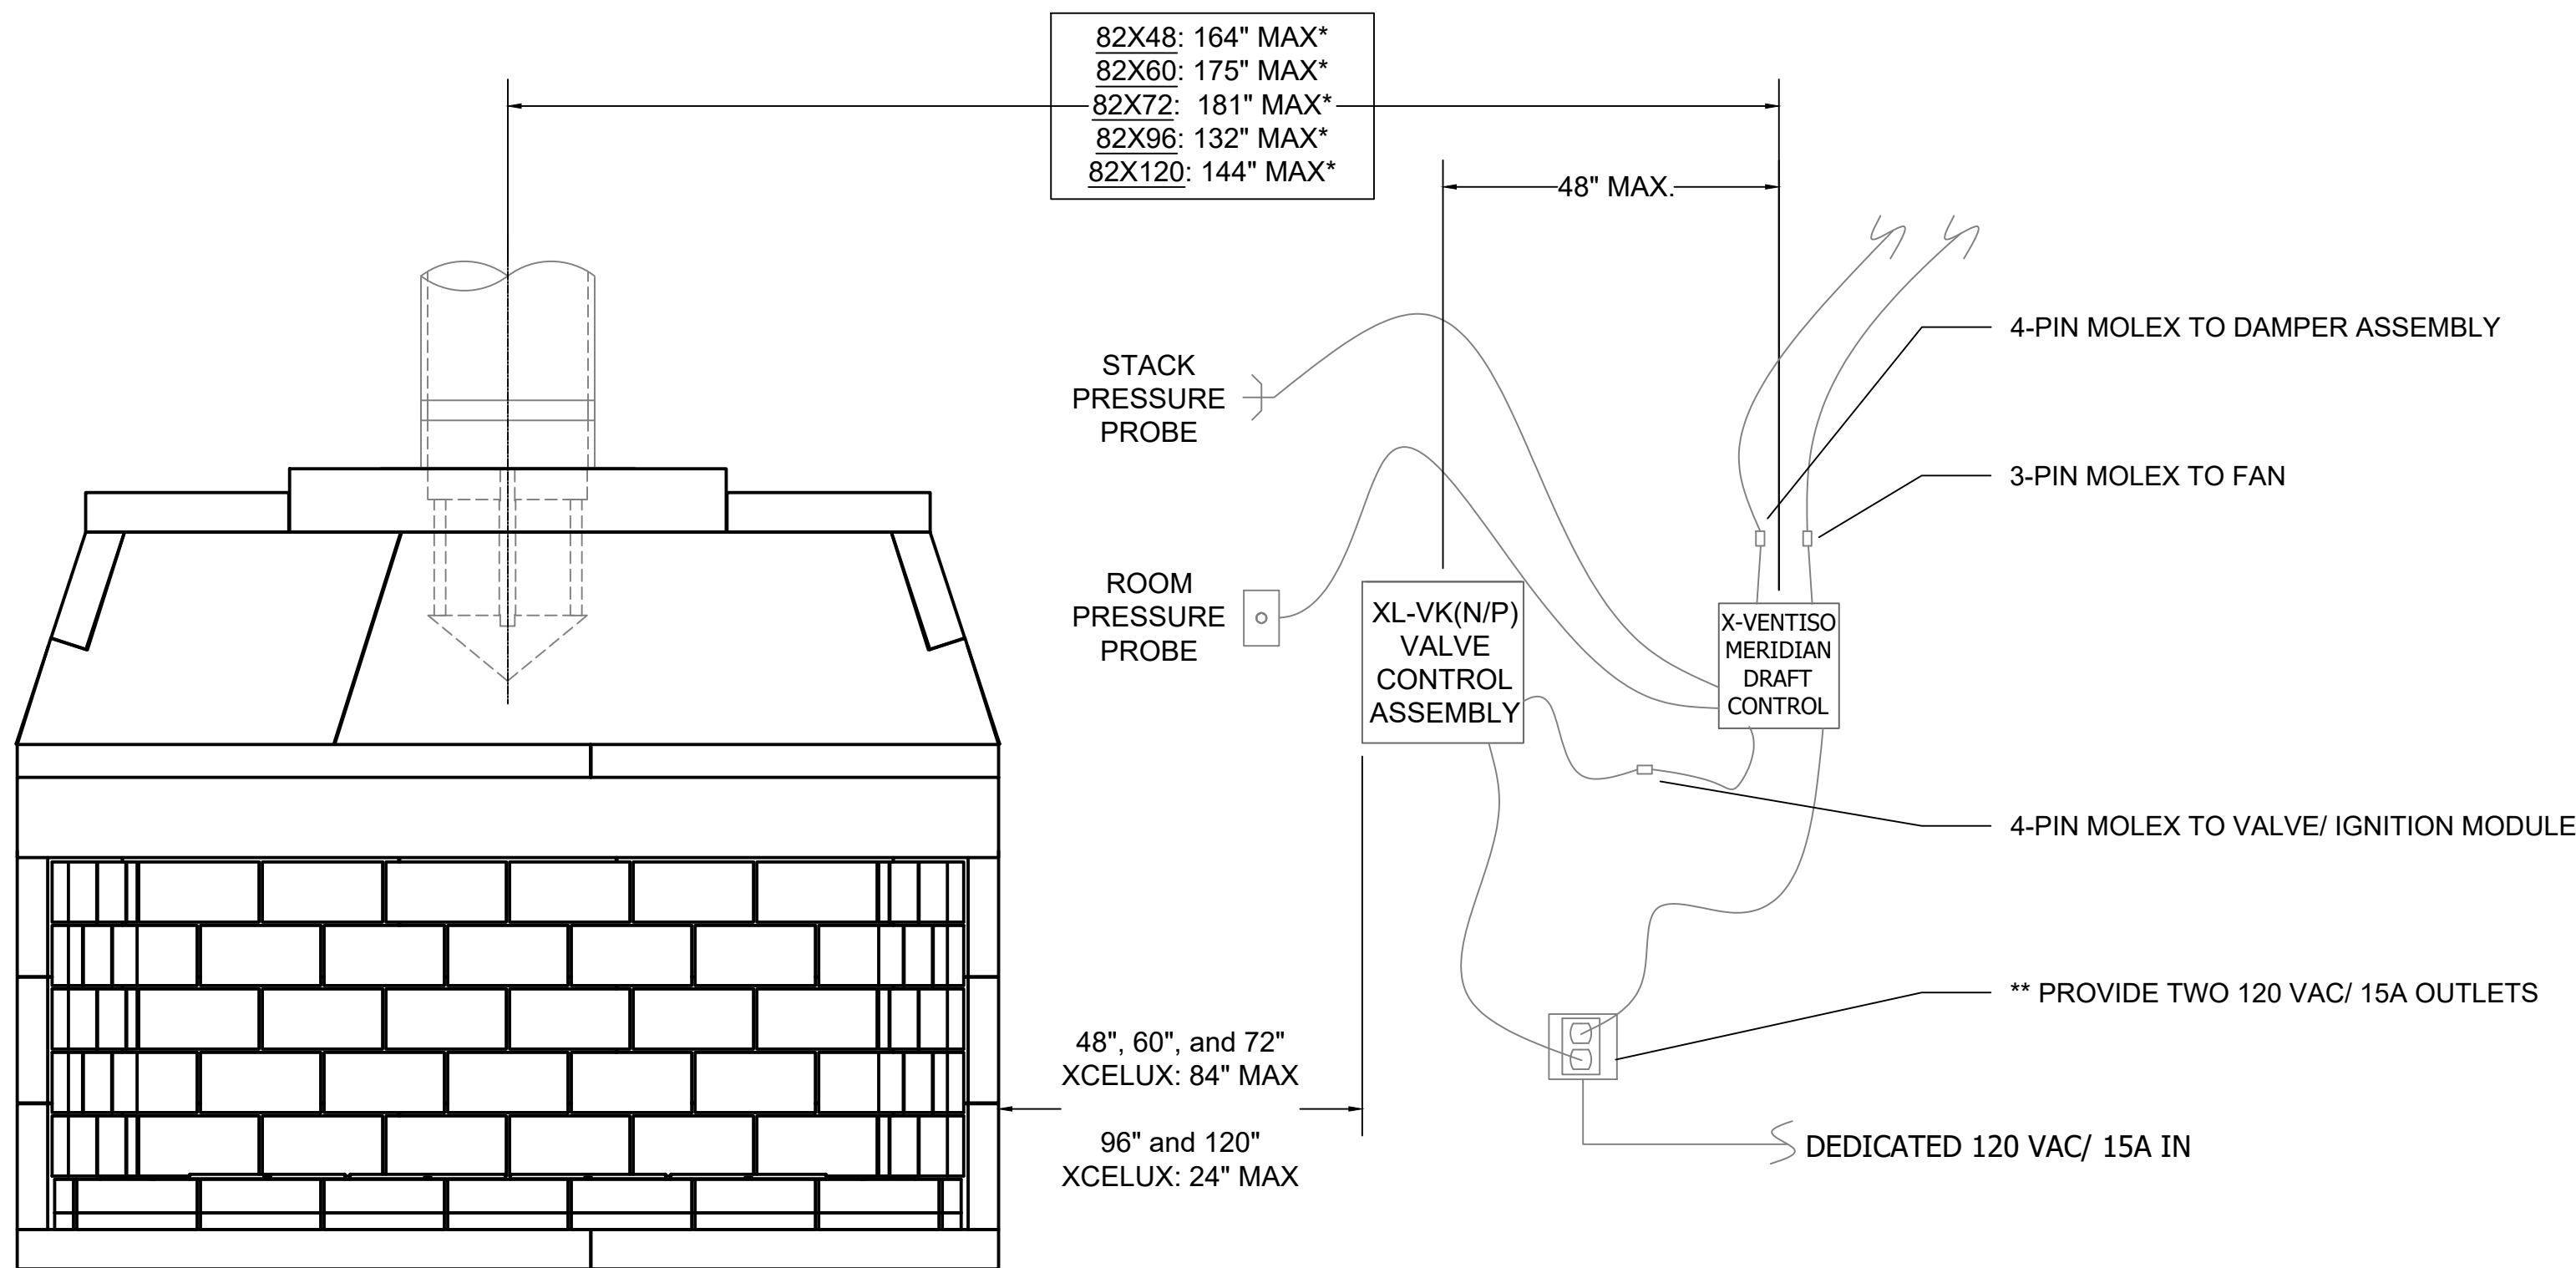 82X48: 164" MAX*
82X60: 175" MAX*
82X72: 181" MAX*
82X96: 132" MAX*
82X120: 144" MAX*
48" MAX.
4-PIN MOLEX TO DAMPER ASSEMBLY
STACK
PRESSURE
PROBE
3-PIN MOLEX TO FAN
ROOM
PRESSURE
PROBE
XL-VK(N/P)
VALVE
CONTROL
ASSEMBLY
X-VENTISO
MERIDIAN
DRAFT
CONTROL
4-PIN MOLEX TO VALVE/ IGNITION MODULE
** PROVIDE TWO 120 VAC/ 15A OUTLETS
48", 60", and 72"
XCELUX: 84" MAX
96" and 120"
XCELUX: 24" MAX
DEDICATED 120 VAC/ 15A IN